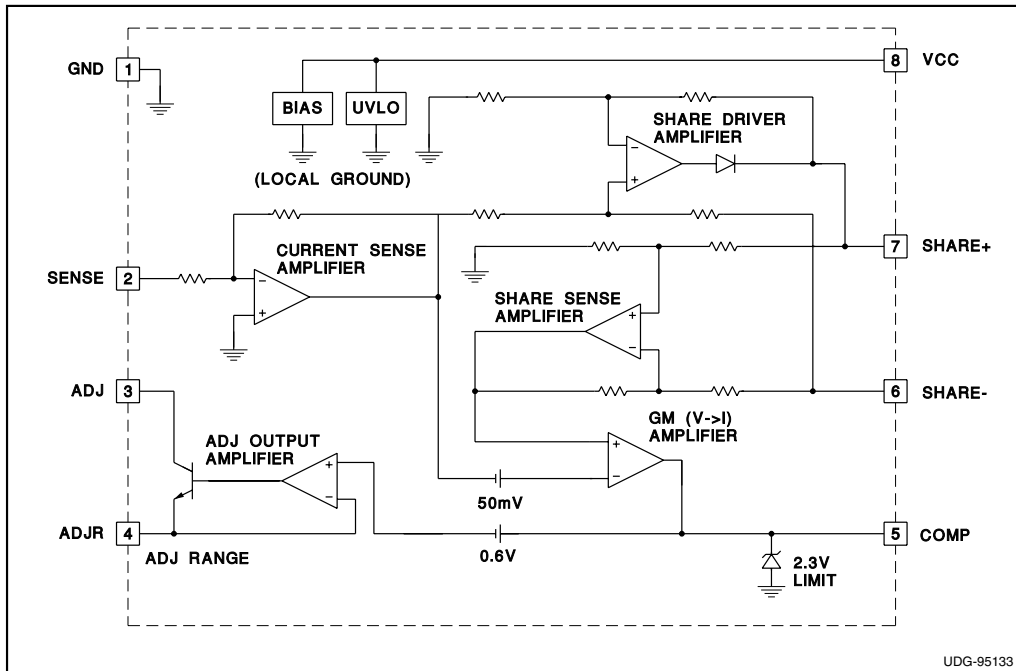 GND
1
8
VCC
BIAS
UVLO
SHARE DRIVER
AMPLIFIER
−
+
(LOCAL GROUND)
CURRENT SENSE
AMPLIFIER
7
SHARE+
SENSE
2
−
+
SHARE SENSE
AMPLIFIER
+
−
ADJ
3
6
SHARE-
GM (V->I)
AMPLIFIER
ADJ OUTPUT
AMPLIFIER
+
−
+
−
50mV
ADJR
4
5
COMP
ADJ RANGE
0.6V
2.3V
LIMIT
UDG-95133